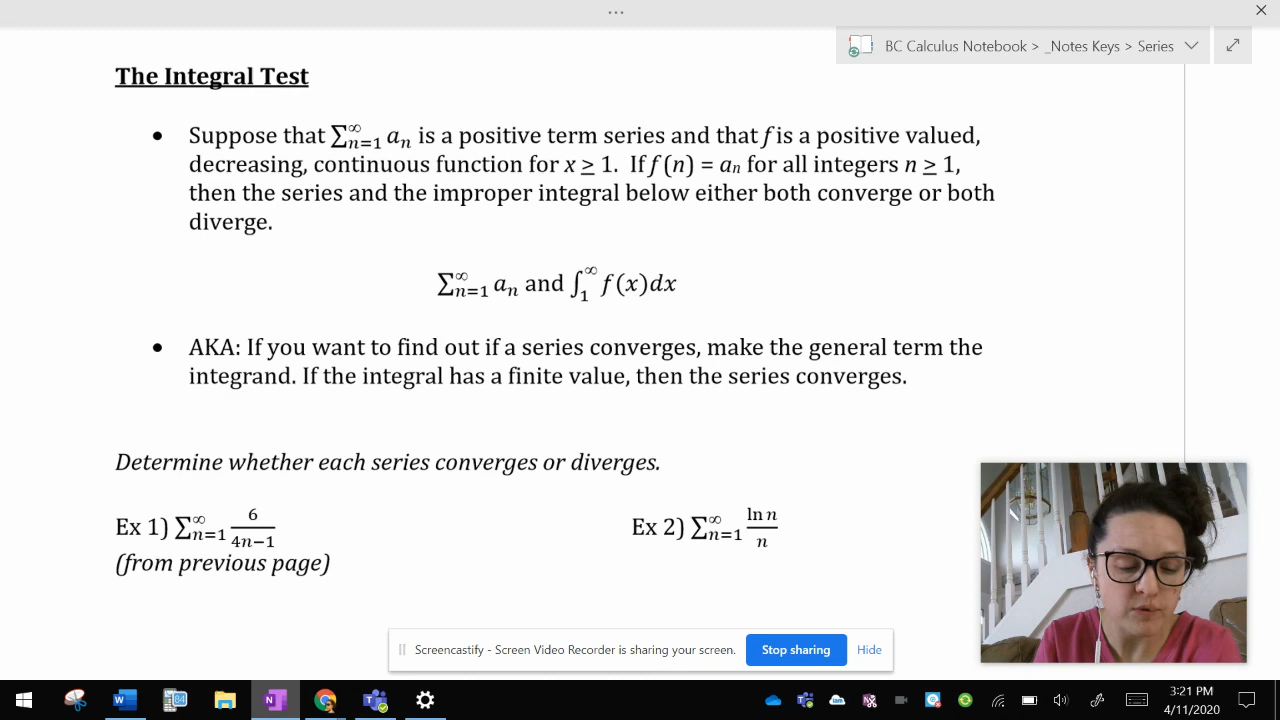 BC Calculus Notebook > _Notes Keys > Series
The Integral Test
• Suppose that ∑_{n=1}^{∞} a_n is a positive term series and that f is a positive valued,
decreasing, continuous function for x ≥ 1. If f (n) = a_n for all integers n ≥ 1,
then the series and the improper integral below either both converge or both
diverge.
∑_{n=1}^{∞} a_n and ∫_1^∞ f(x)dx
• AKA: If you want to find out if a series converges, make the general term the
integrand. If the integral has a finite value, then the series converges.
Determine whether each series converges or diverges.
Ex 1) ∑_{n=1}^{∞} 6/(4n−1)
(from previous page)
Ex 2) ∑_{n=1}^{∞} ln n/n
Screencastify - Screen Video Recorder is sharing your screen.
Stop sharing
Hide
3:21 PM
4/11/2020